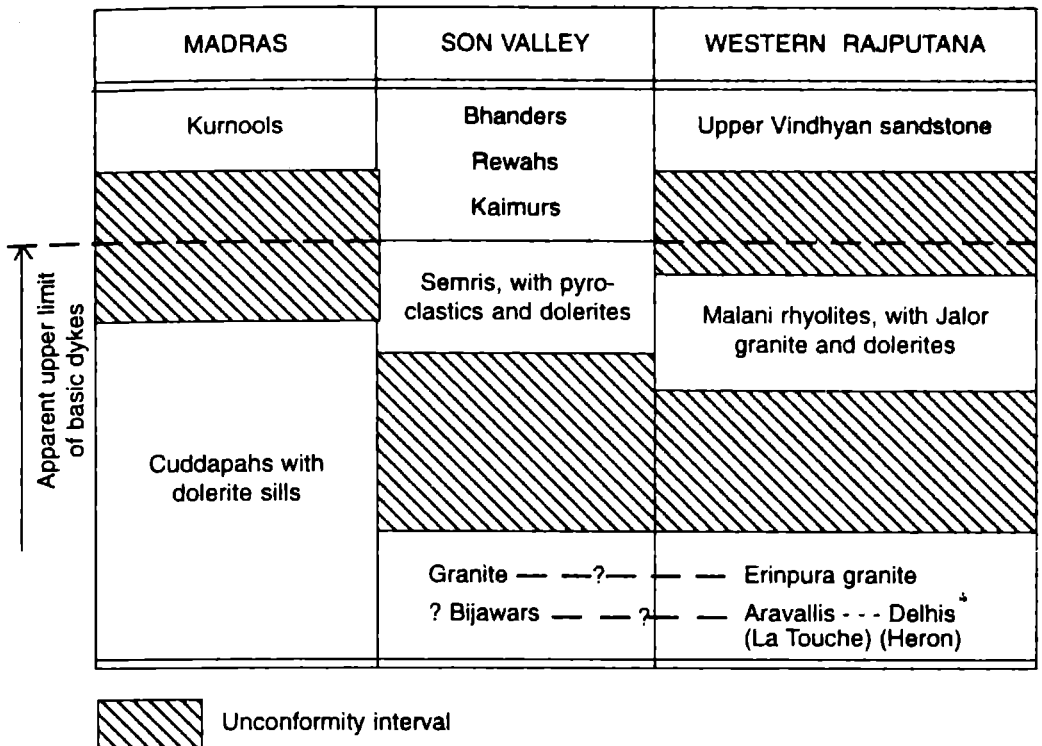 MADRAS
SON VALLEY
WESTERN RAJPUTANA
Kurnools
Bhanders
Rewahs
Kaimurs
Upper Vindhyan sandstone
Apparent upper limit
of basic dykes
Semris, with pyro-
clastics and dolerites
Malani rhyolites, with Jalor
granite and dolerites
Cuddapahs with
dolerite sills
Granite — — ? — — — Erinpura granite
? Bijawars — — ? — — Aravallis - - - Delhis
(La Touche) (Heron)
Unconformity interval